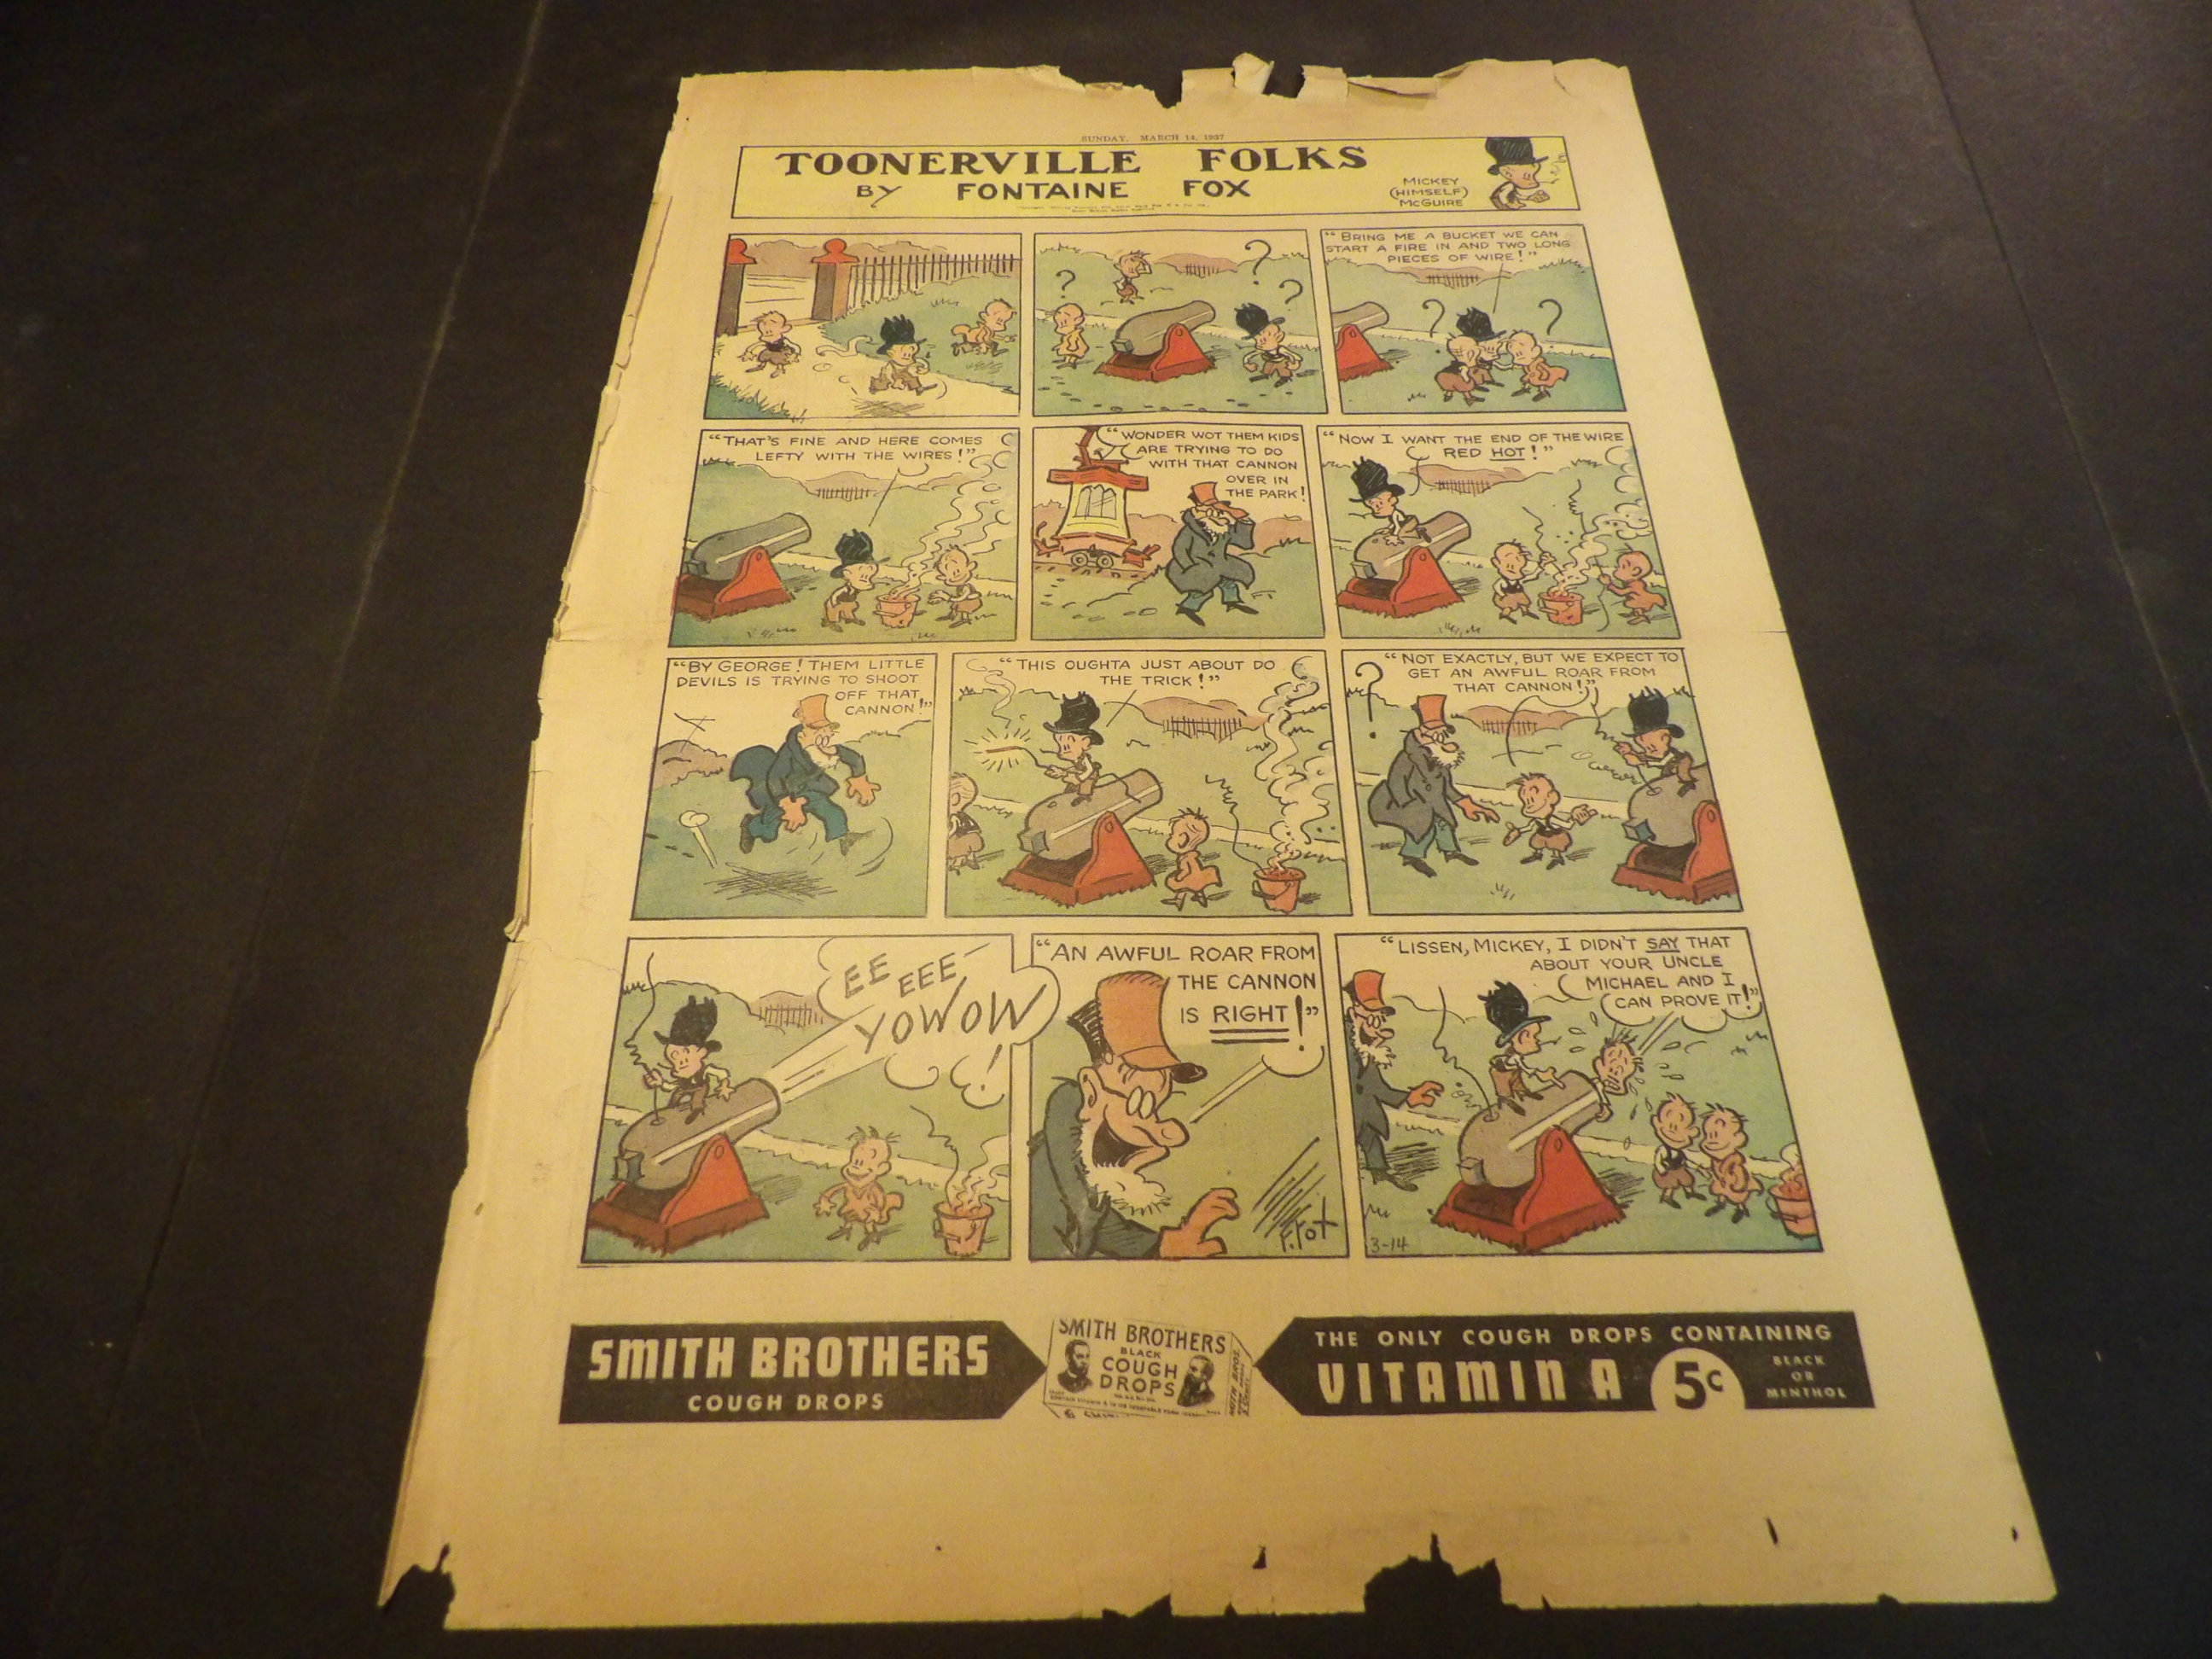 SUNDAY, MARCH 14, 1937
TOONERVILLE FOLKS
BY FONTAINE FOX
MICKEY
(HIMSELF)
McGUIRE
?
?
?
"BRING ME A BUCKET WE CAN
START A FIRE IN AND TWO LONG
PIECES OF WIRE!"
?
?
"THAT'S FINE AND HERE COMES
LEFTY WITH THE WIRES!"
"WONDER WOT THEM KIDS
ARE TRYING TO DO
WITH THAT CANNON
OVER IN
THE PARK!
"NOW I WANT THE END OF THE WIRE
RED HOT!"
"BY GEORGE! THEM LITTLE
DEVILS IS TRYING TO SHOOT
OFF THAT
CANNON!"
"THIS OUGHTA JUST ABOUT DO
THE TRICK!"
?
"NOT EXACTLY, BUT WE EXPECT TO
GET AN AWFUL ROAR FROM
THAT CANNON!"
EE EEE-
YOWOW
!
"AN AWFUL ROAR FROM
THE CANNON
IS RIGHT!"
F. Fox
"LISSEN, MICKEY, I DIDN'T SAY THAT
ABOUT YOUR UNCLE
MICHAEL AND I
CAN PROVE IT!"
3-14
SMITH BROTHERS
COUGH DROPS
SMITH BROTHERS
BLACK
COUGH
DROPS
THE ONLY COUGH DROPS CONTAINING
VITAMIN A
5c
BLACK
OR
MENTHOL